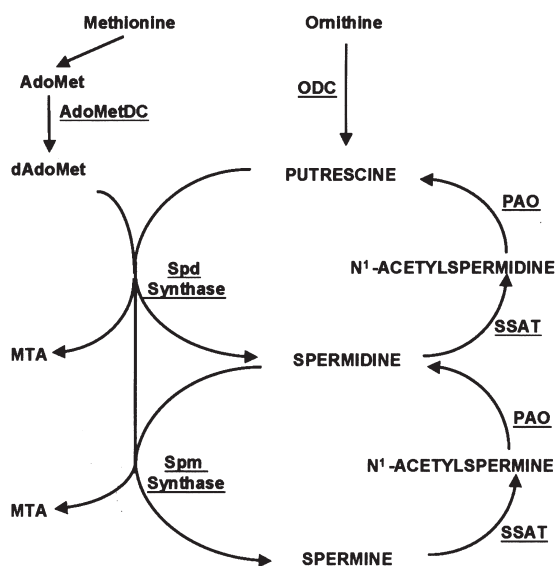 Methionine
Ornithine
AdoMet
ODC
AdoMetDC
dAdoMet
PUTRESCINE
PAO
N¹-ACETYLSPERMIDINE
Spd
Synthase
SSAT
MTA
SPERMIDINE
PAO
N¹-ACETYLSPERMINE
Spm
Synthase
MTA
SSAT
SPERMINE